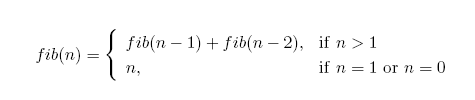 fib(n) = { fib(n − 1) + fib(n − 2), if n > 1
n, if n = 1 or n = 0